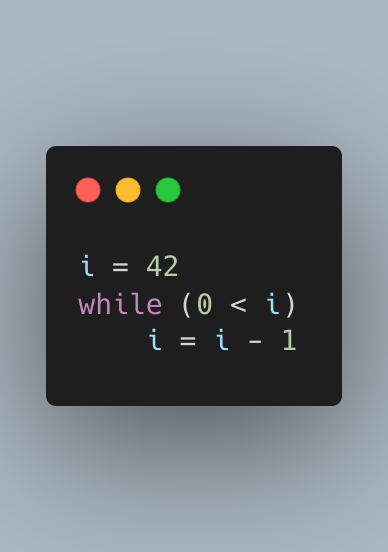 i = 42
while (0 < i)
    i = i - 1